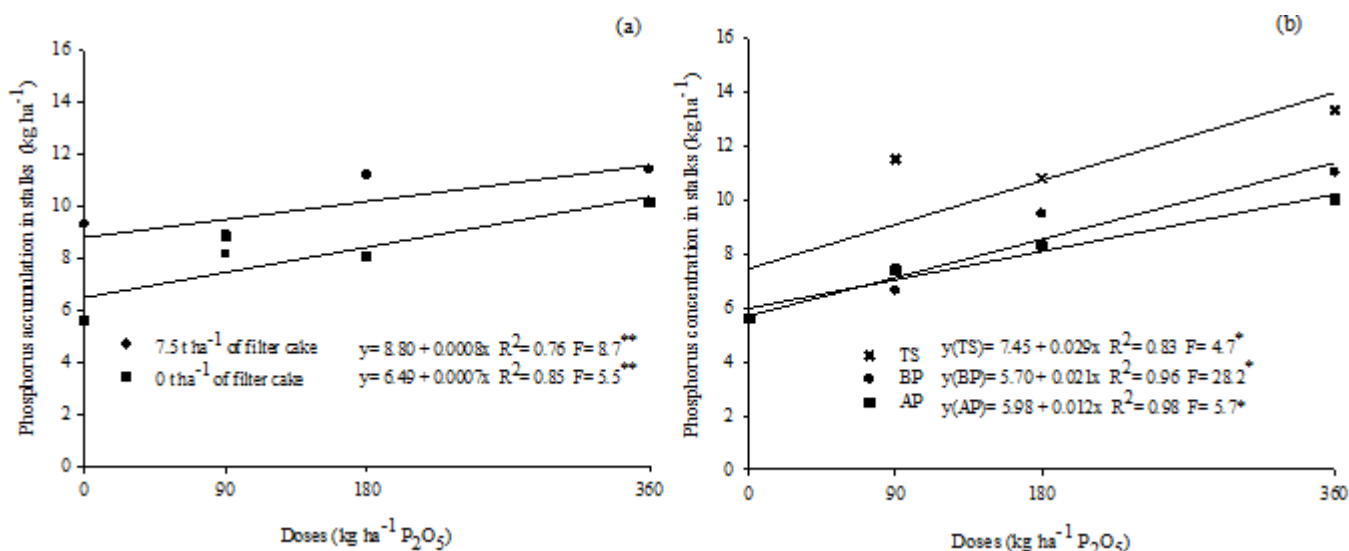 (a)
Phosphorus accumulation in stalks (kg ha⁻¹)
16
14
12
10
8
6
4
2
0
0 90 180 360
Doses (kg ha⁻¹ P₂O₅)
7.5 t ha⁻¹ of filter cake y= 8.80 + 0.0008x R²= 0.76 F= 8.7**
0 t ha⁻¹ of filter cake y= 6.49 + 0.0007x R²= 0.85 F= 5.5**
(b)
Phosphorus concentration in stalks (kg ha⁻¹)
16
14
12
10
8
6
4
2
0
0 90 180 360
Doses (kg ha⁻¹ P₂O₅)
TS y(TS)= 7.45 + 0.029x R²= 0.83 F= 4.7*
BP y(BP)= 5.70 + 0.021x R²= 0.96 F= 28.2*
AP y(AP)= 5.98 + 0.012x R²= 0.98 F= 5.7*